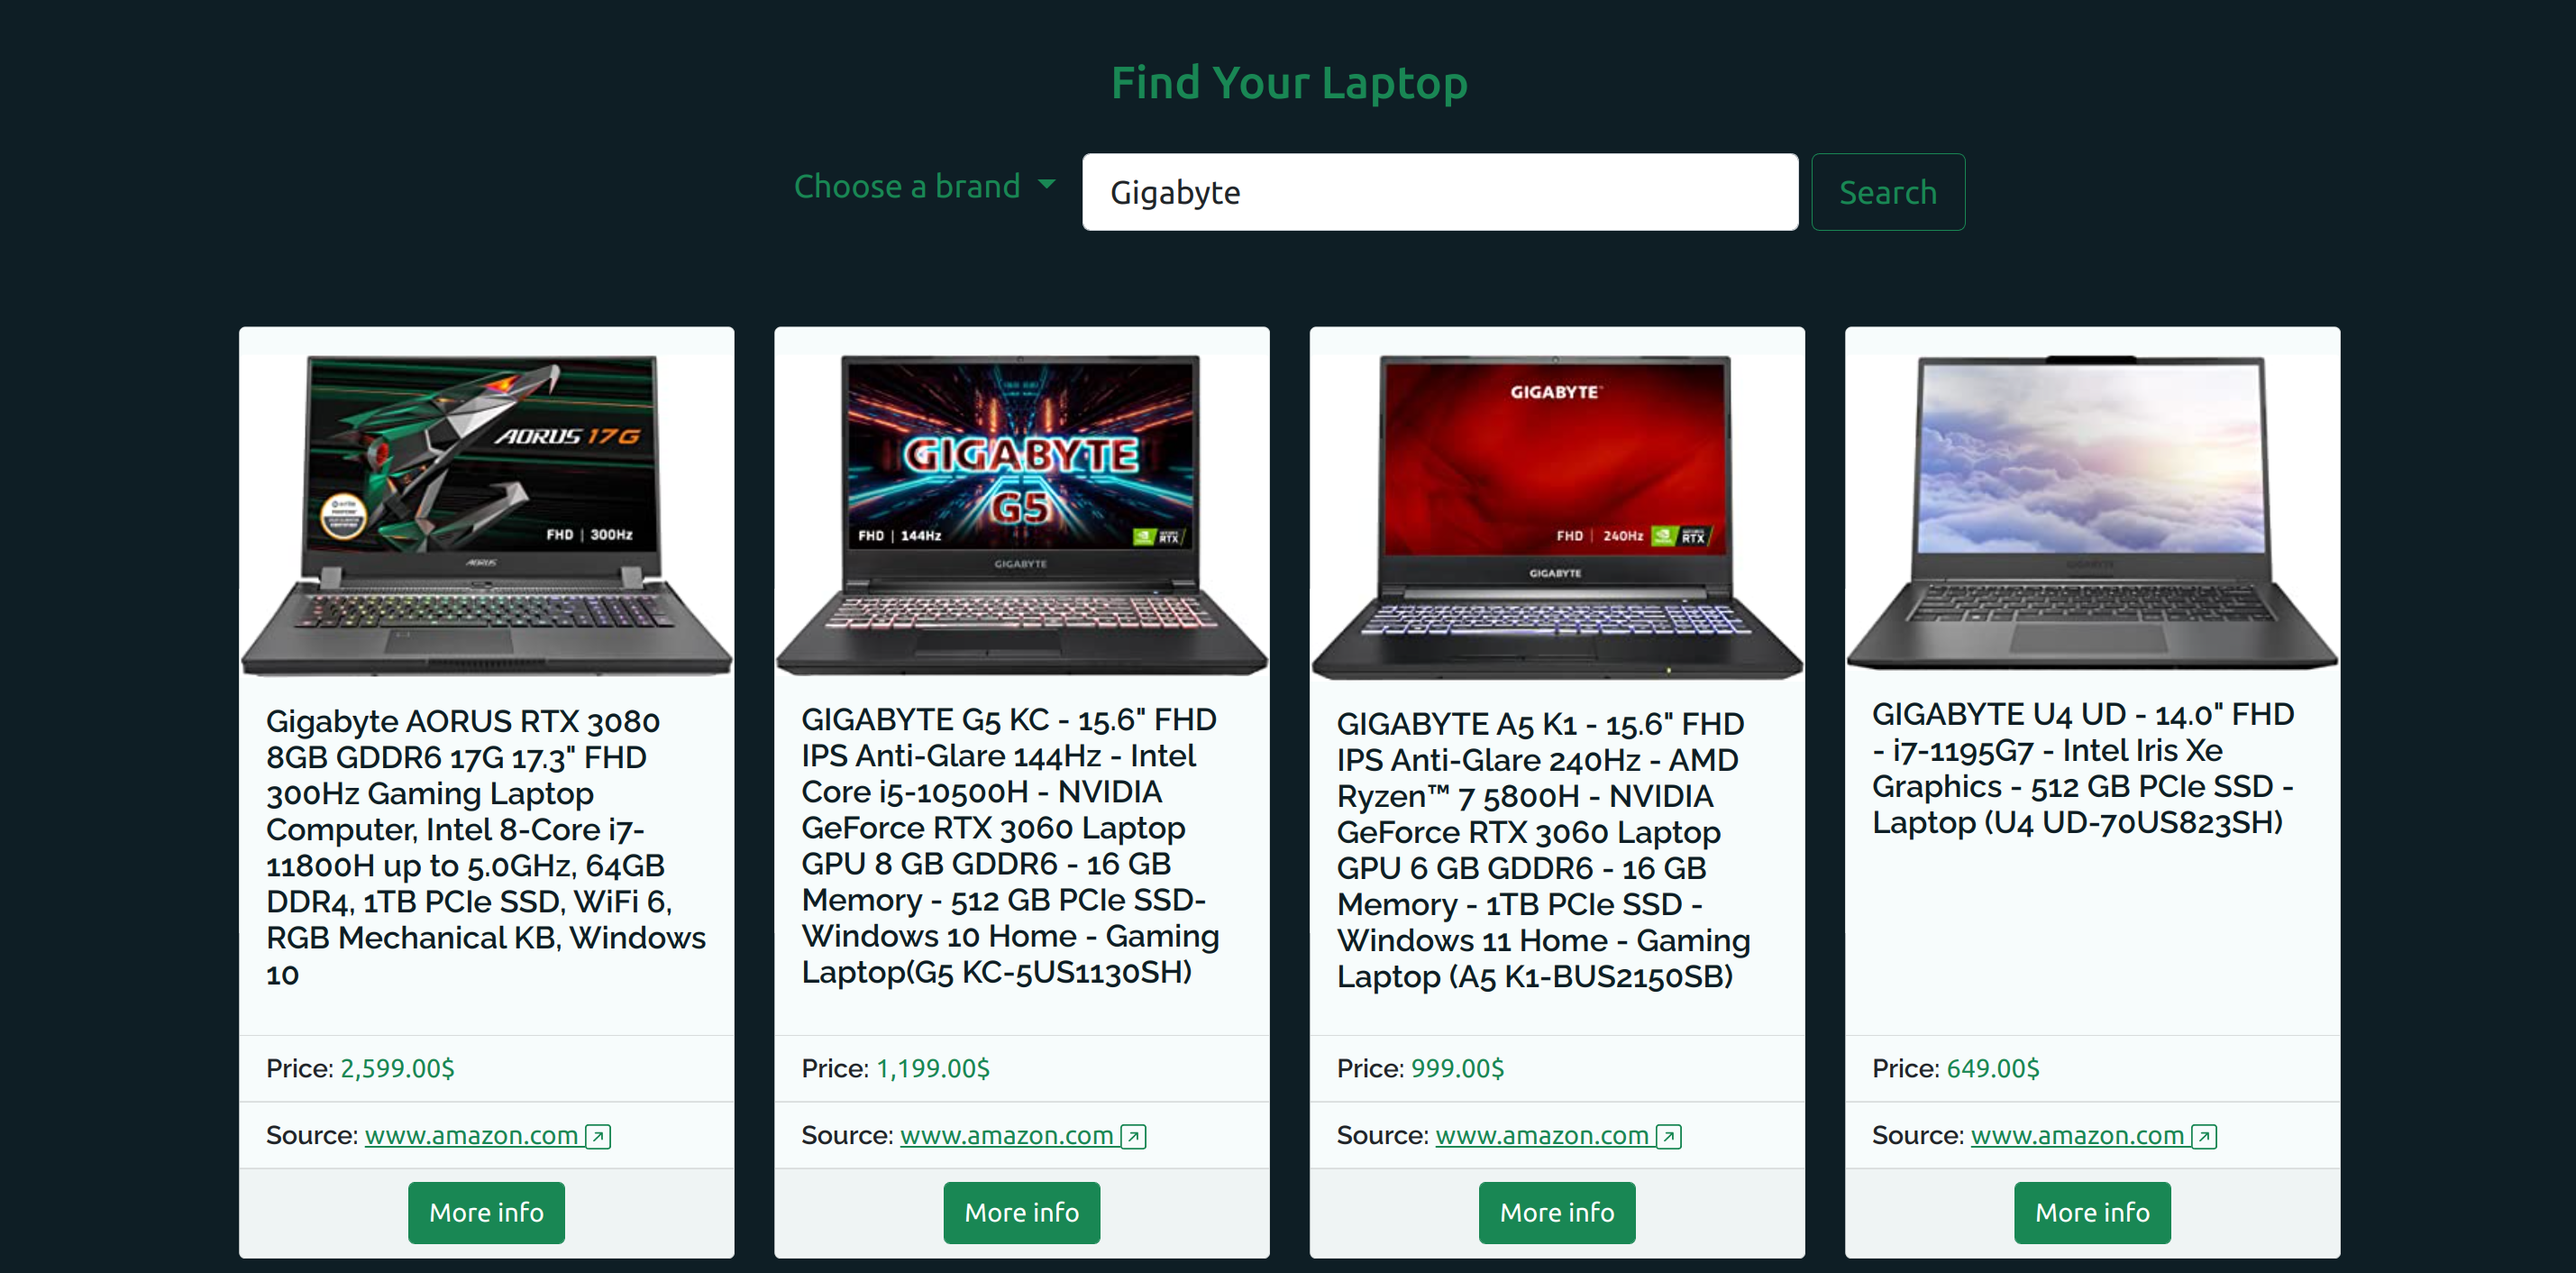 Find Your Laptop
Choose a brand
Gigabyte
Search
AORUS 17G
FHD | 300Hz
AORUS
Gigabyte AORUS RTX 3080
8GB GDDR6 17G 17.3" FHD
300Hz Gaming Laptop
Computer, Intel 8-Core i7-
11800H up to 5.0GHz, 64GB
DDR4, 1TB PCIe SSD, WiFi 6,
RGB Mechanical KB, Windows
10
Price: 2,599.00$
Source: www.amazon.com
More info
GIGABYTE
G5
FHD | 144Hz
RTX
GIGABYTE
GIGABYTE G5 KC - 15.6" FHD
IPS Anti-Glare 144Hz - Intel
Core i5-10500H - NVIDIA
GeForce RTX 3060 Laptop
GPU 8 GB GDDR6 - 16 GB
Memory - 512 GB PCIe SSD-
Windows 10 Home - Gaming
Laptop(G5 KC-5US1130SH)
Price: 1,199.00$
Source: www.amazon.com
More info
GIGABYTE™
FHD | 240Hz
RTX
GIGABYTE
GIGABYTE A5 K1 - 15.6" FHD
IPS Anti-Glare 240Hz - AMD
Ryzen™ 7 5800H - NVIDIA
GeForce RTX 3060 Laptop
GPU 6 GB GDDR6 - 16 GB
Memory - 1TB PCIe SSD -
Windows 11 Home - Gaming
Laptop (A5 K1-BUS2150SB)
Price: 999.00$
Source: www.amazon.com
More info
GIGABYTE
GIGABYTE U4 UD - 14.0" FHD
- i7-1195G7 - Intel Iris Xe
Graphics - 512 GB PCIe SSD -
Laptop (U4 UD-70US823SH)
Price: 649.00$
Source: www.amazon.com
More info